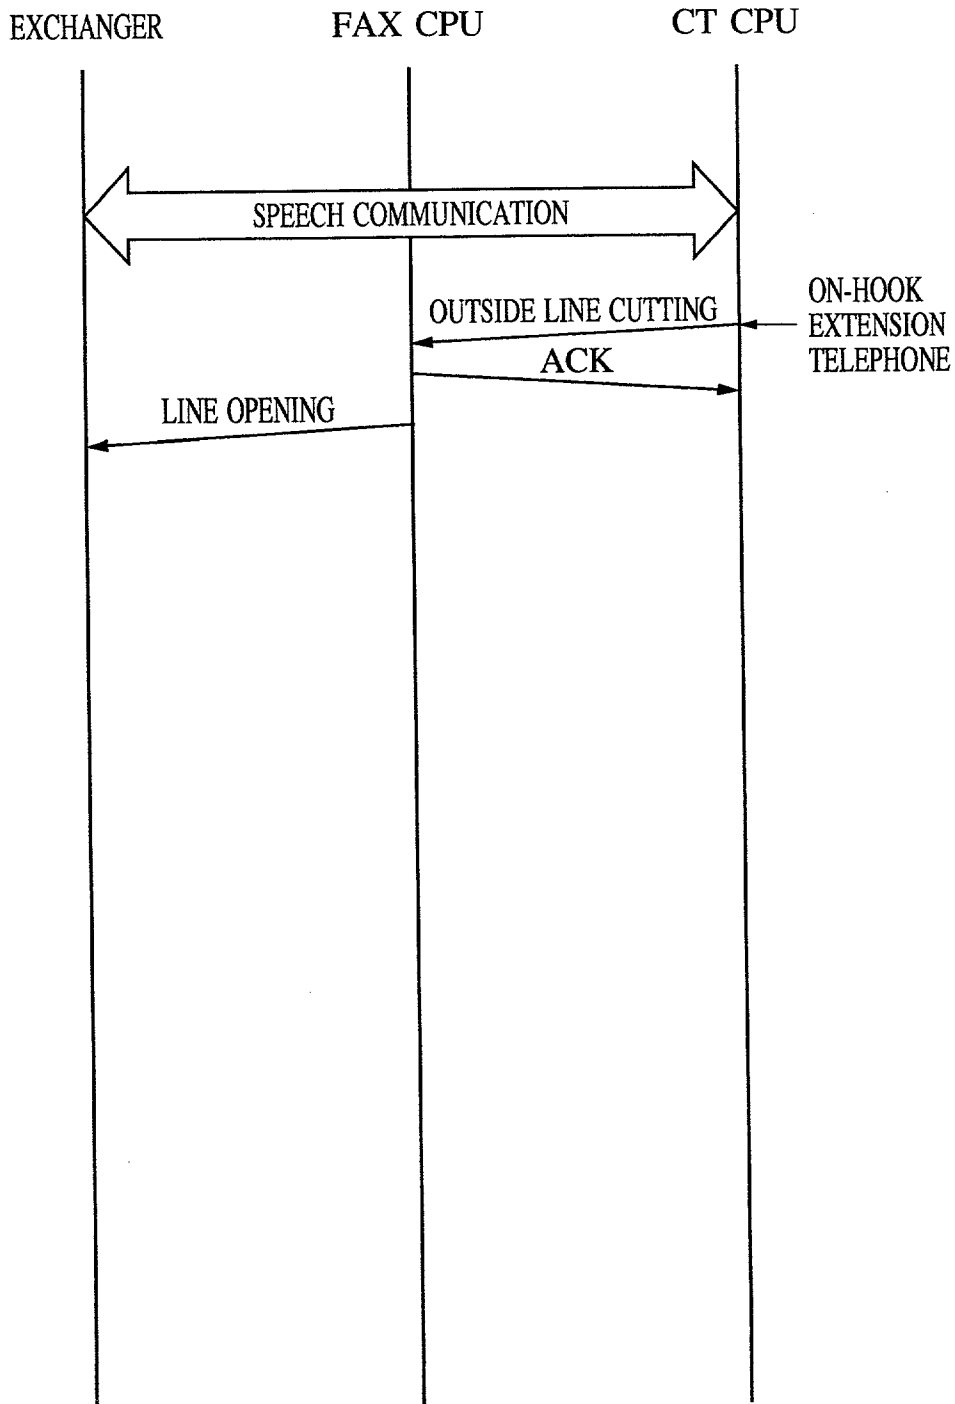 EXCHANGER FAX CPU CT CPU
SPEECH COMMUNICATION
OUTSIDE LINE CUTTING
ON-HOOK
EXTENSION
TELEPHONE
ACK
LINE OPENING